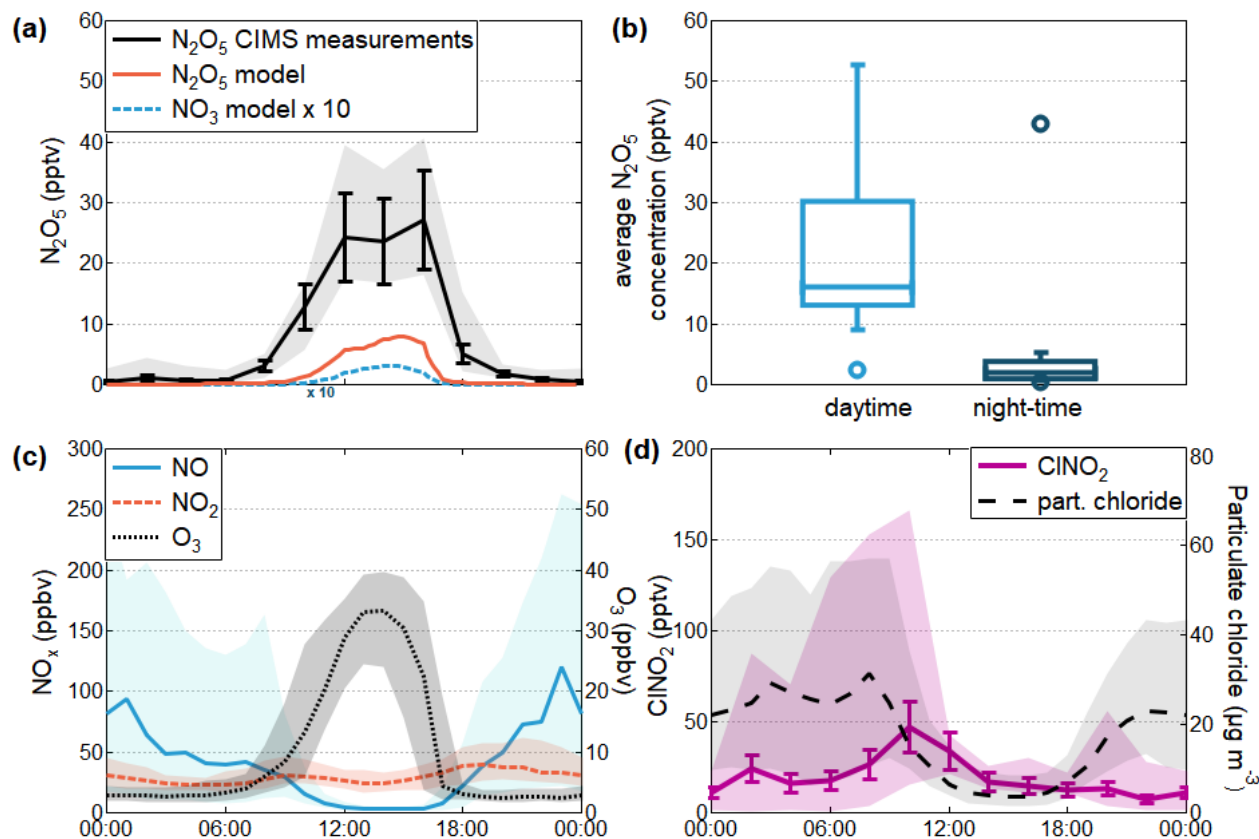 (a)
60
50
40
30
20
10
0
N₂O₅ (pptv)
N₂O₅ CIMS measurements
N₂O₅ model
NO₃ model x 10
x 10
(b)
60
50
40
30
20
10
0
average N₂O₅
concentration (pptv)
daytime night-time
(c)
300
250
200
150
100
50
0
NOₓ (ppbv)
NO
NO₂
O₃
60
50
40
30
20
10
0
O₃ (ppbv)
00:00 06:00 12:00 18:00 00:00
(d)
200
150
100
50
0
ClNO₂ (pptv)
ClNO₂
part. chloride
80
60
40
20
0
Particulate chloride (µg m⁻³)
00:00 06:00 12:00 18:00 00:00